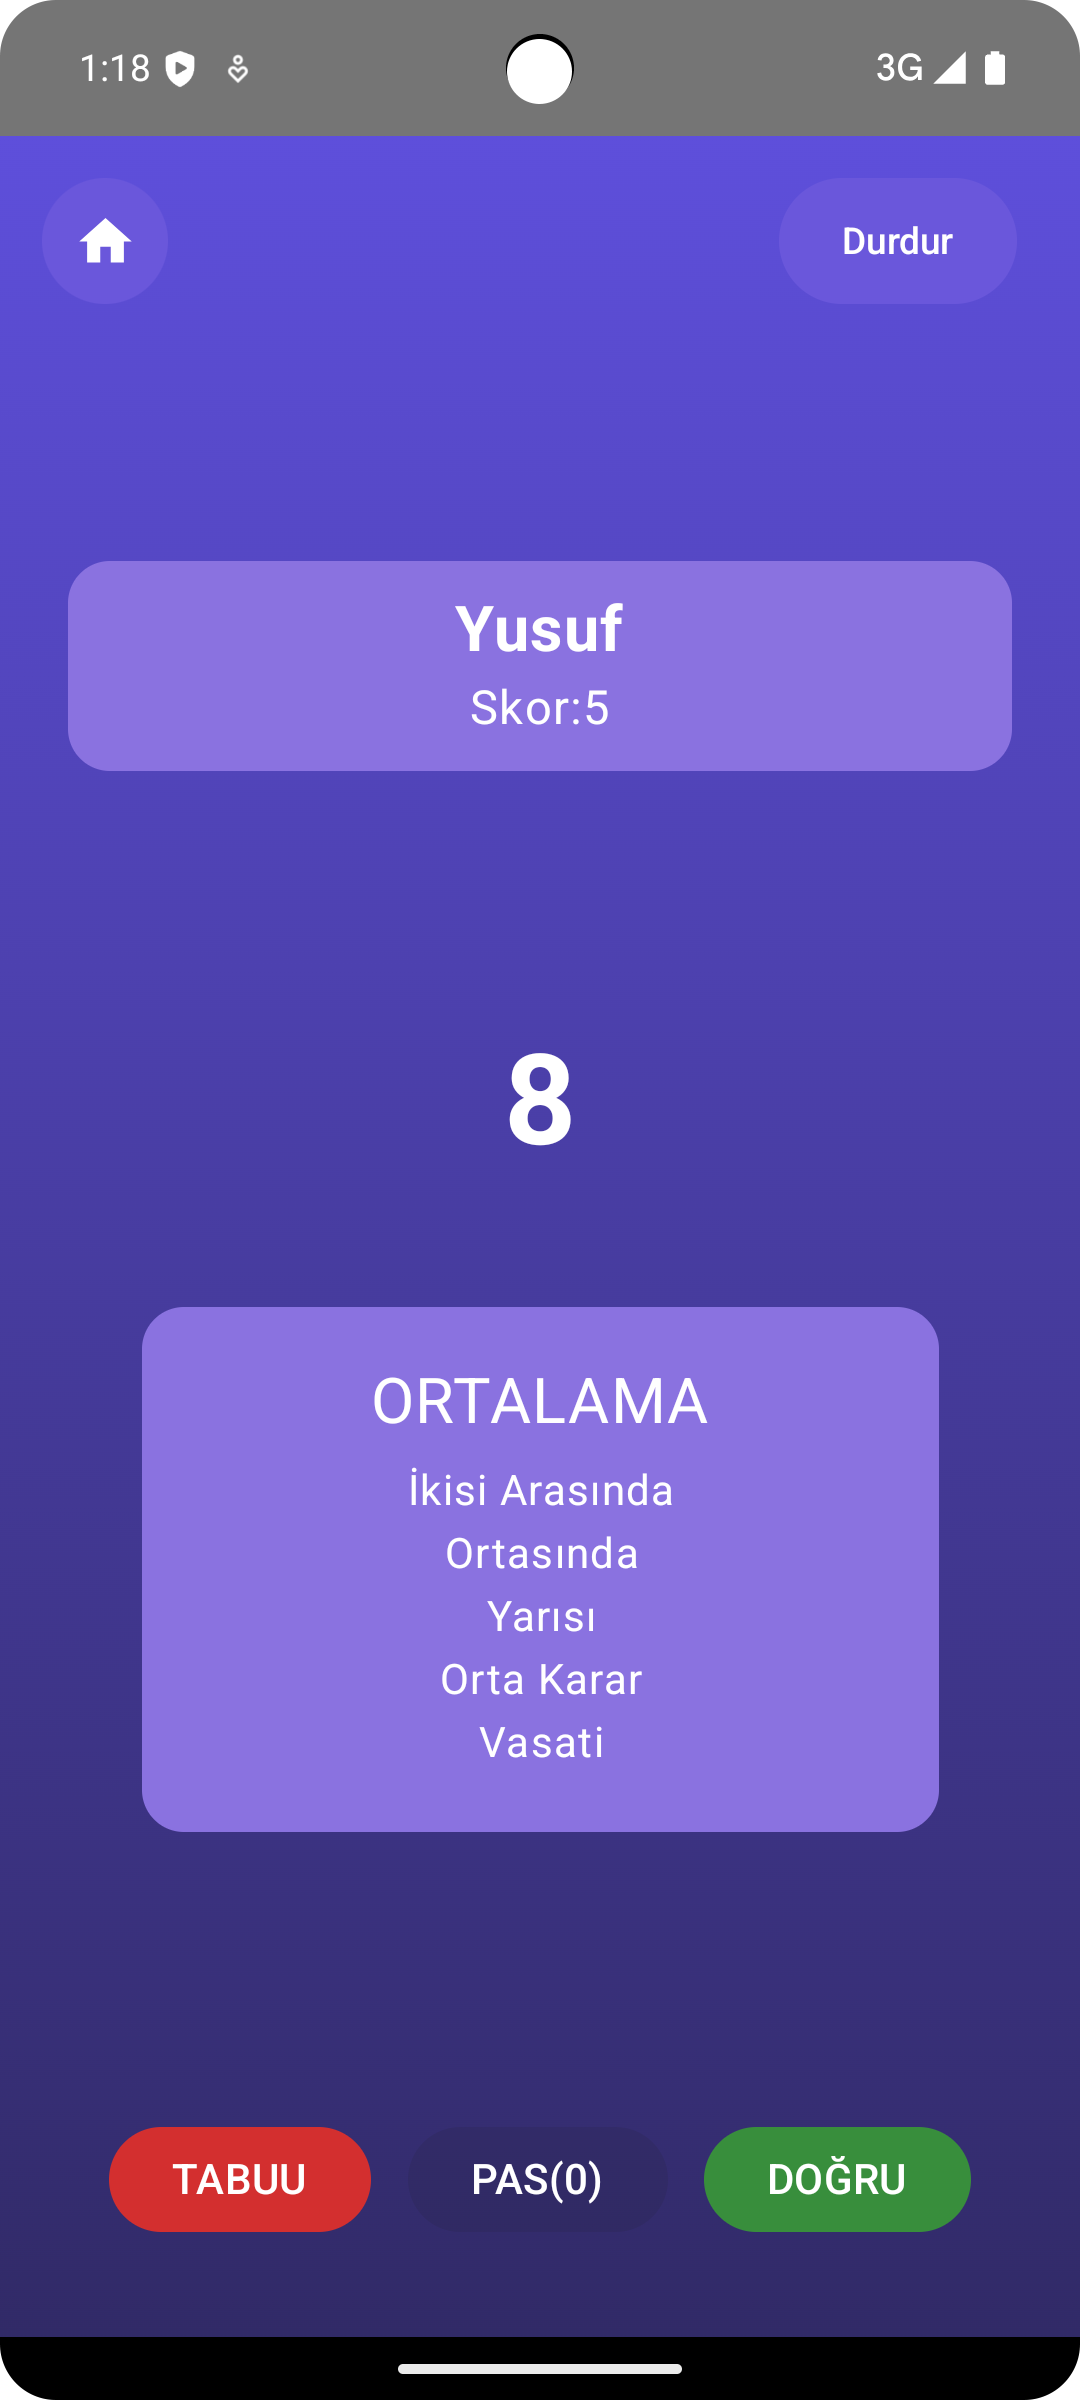 1:18
3G
Durdur
Yusuf
Skor:5
8
ORTALAMA
İkisi Arasında
Ortasında
Yarısı
Orta Karar
Vasati
TABUU
PAS(0)
DOĞRU